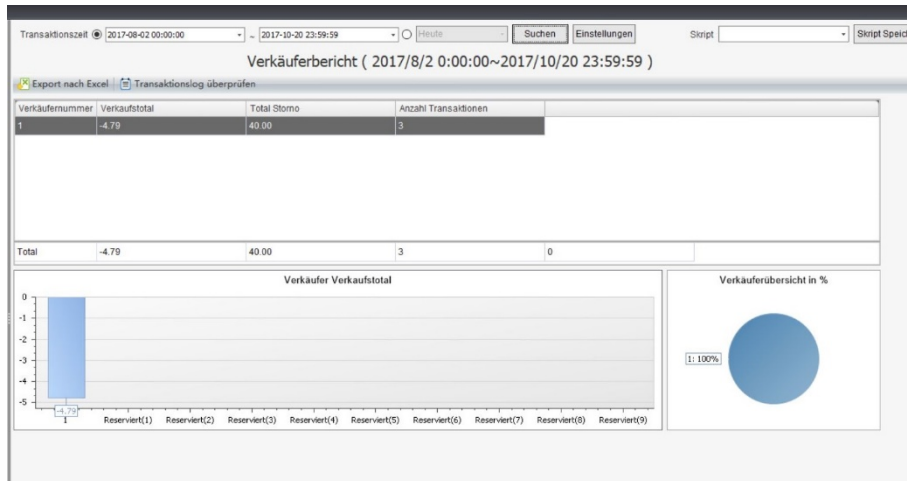 Transaktionszeit 2017-08-02 00:00:00 ~ 2017-10-20 23:59:59 Heute Suchen Einstellungen Skript Skript Speich
Verkäuferbericht ( 2017/8/2 0:00:00~2017/10/20 23:59:59 )
Export nach Excel Transaktionslog überprüfen
Verkäufernummer Verkaufstotal Total Storno Anzahl Transaktionen
1 -4.79 40.00 3
Total -4.79 40.00 3 0
Verkäufer Verkaufstotal
0
-1
-2
-3
-4
-5
-4.79
1 Reserviert(1) Reserviert(2) Reserviert(3) Reserviert(4) Reserviert(5) Reserviert(6) Reserviert(7) Reserviert(8) Reserviert(9)
Verkäuferübersicht in %
1: 100%